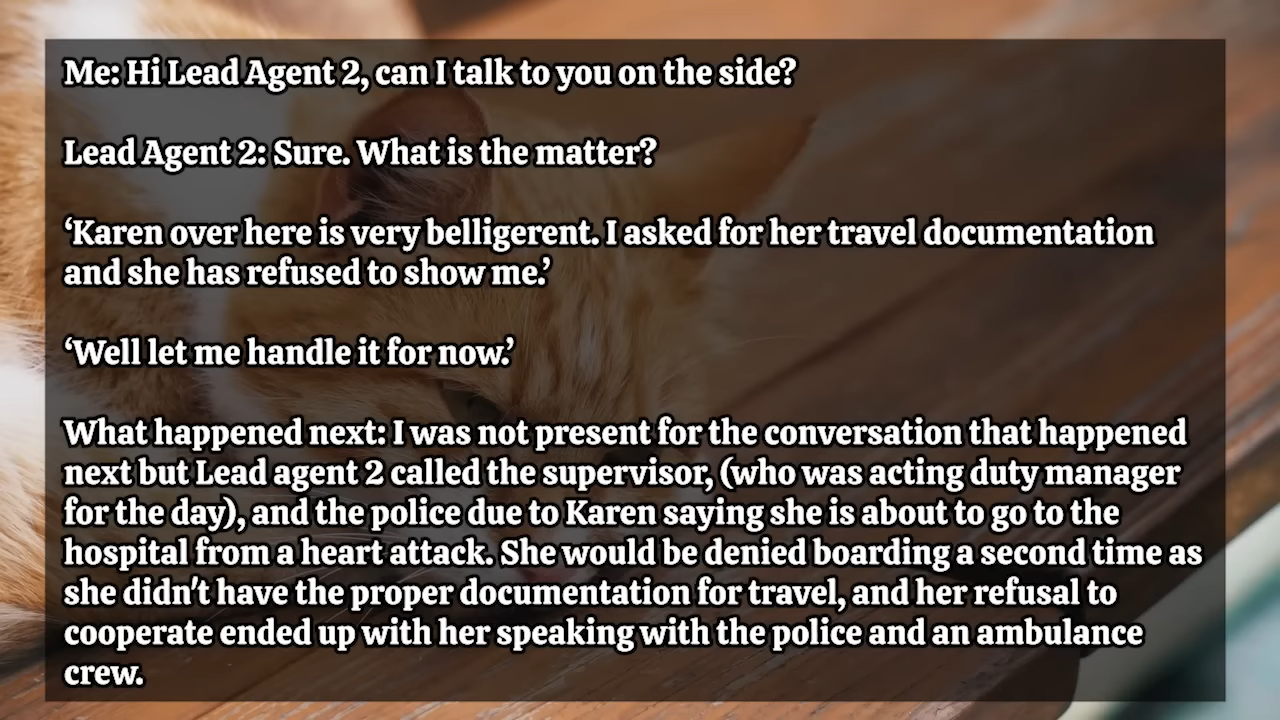 Me: Hi Lead Agent 2, can I talk to you on the side?
Lead Agent 2: Sure. What is the matter?
‘Karen over here is very belligerent. I asked for her travel documentation
and she has refused to show me.’
‘Well let me handle it for now.’
What happened next: I was not present for the conversation that happened
next but Lead agent 2 called the supervisor, (who was acting duty manager
for the day), and the police due to Karen saying she is about to go to the
hospital from a heart attack. She would be denied boarding a second time as
she didn't have the proper documentation for travel, and her refusal to
cooperate ended up with her speaking with the police and an ambulance
crew.